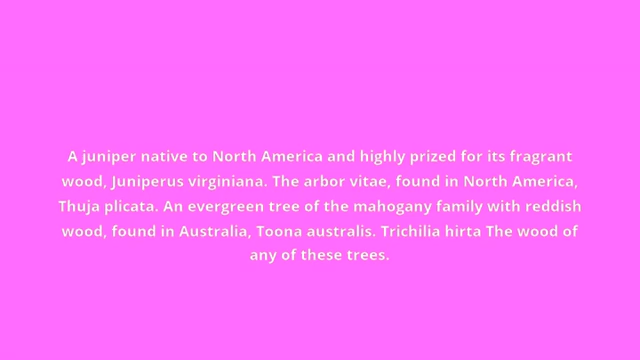 A juniper native to North America and highly prized for its fragrant
wood, Juniperus virginiana. The arbor vitae, found in North America,
Thuja plicata. An evergreen tree of the mahogany family with reddish
wood, found in Australia, Toona australis. Trichilia hirta The wood of
any of these trees.